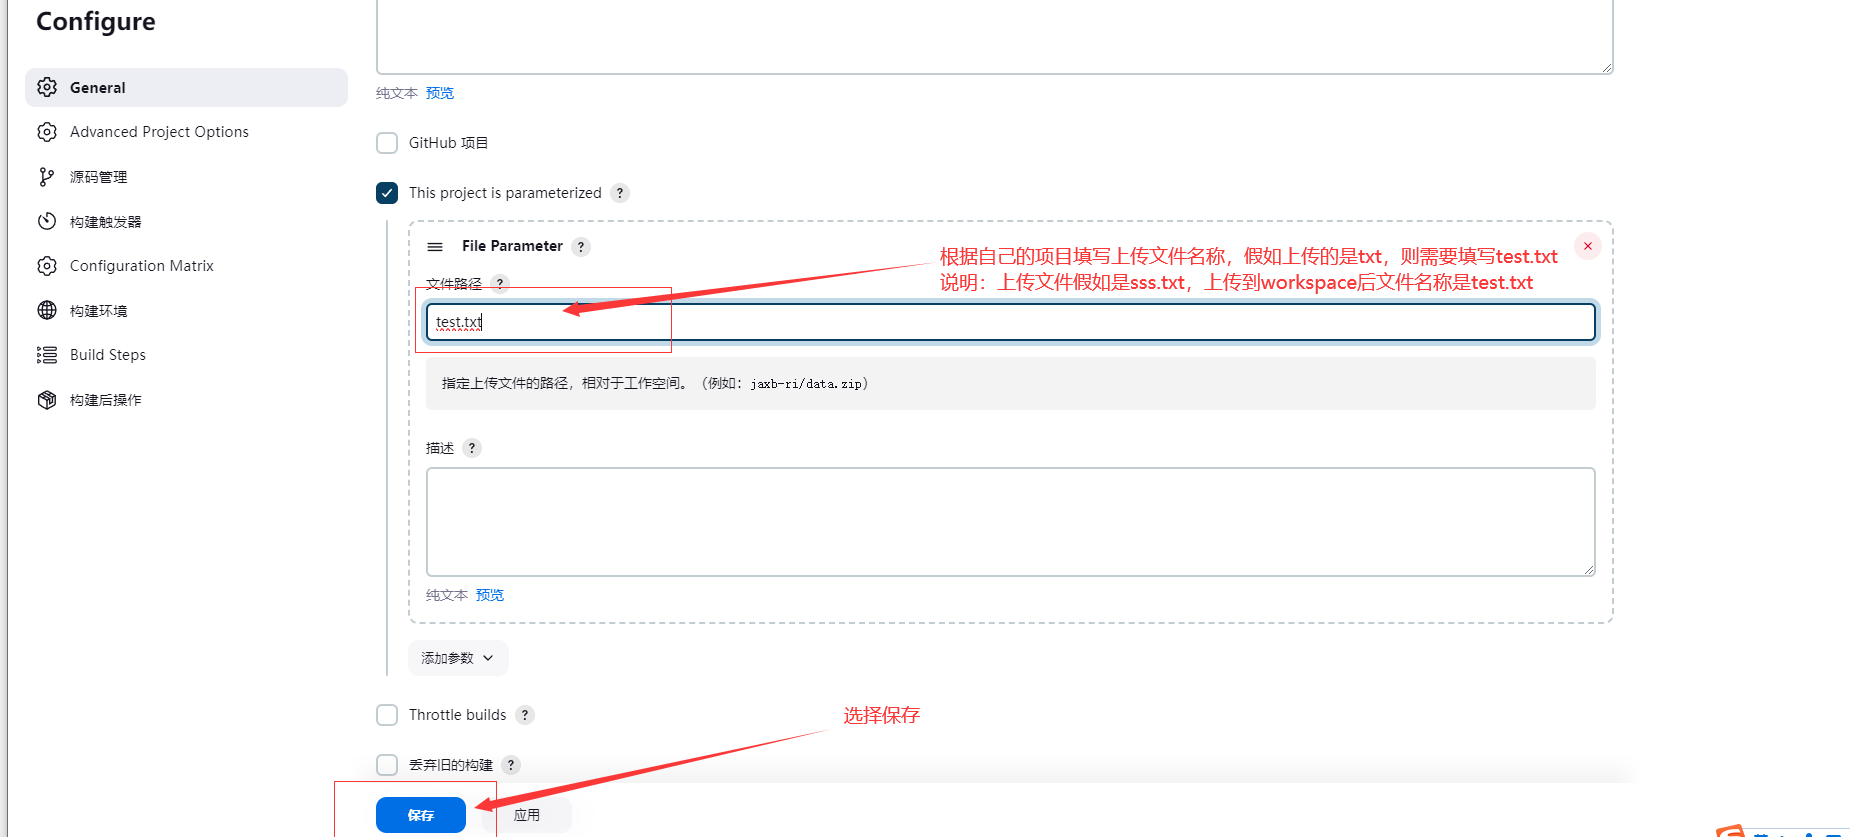 Configure
General
Advanced Project Options
源码管理
构建触发器
Configuration Matrix
构建环境
Build Steps
构建后操作
纯文本 预览
GitHub 项目
This project is parameterized ?
File Parameter ?
根据自己的项目填写上传文件名称，假如上传的是txt，则需要填写test.txt
说明：上传文件假如是sss.txt，上传到workspace后文件名称是test.txt
文件路径 ?
test.txt
指定上传文件的路径，相对于工作空间。（例如：jaxb-ri/data.zip）
描述 ?
纯文本 预览
添加参数
Throttle builds ?
选择保存
丢弃旧的构建 ?
保存 应用